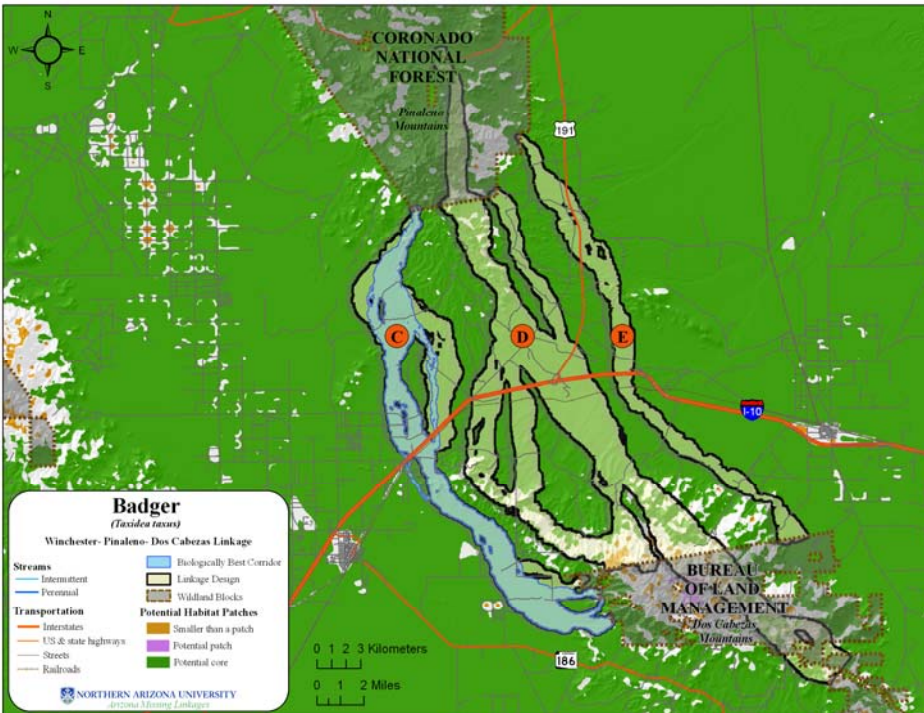 N
W E
S
CORONADO
NATIONAL
FOREST
Pinaleno
Mountains
191
C
D
E
I-10
BUREAU
OF LAND
MANAGEMENT
Dos Cabezas
Mountains
186
0 1 2 3 Kilometers
0 1 2 Miles
Badger
(Taxidea taxus)
Winchester- Pinaleno- Dos Cabezas Linkage
Streams
Intermittent
Perennial
Transportation
Interstates
US & state highways
Streets
Railroads
Biologically Best Corridor
Linkage Design
Wildland Blocks
Potential Habitat Patches
Smaller than a patch
Potential patch
Potential core
NORTHERN ARIZONA UNIVERSITY
Arizona Missing Linkages